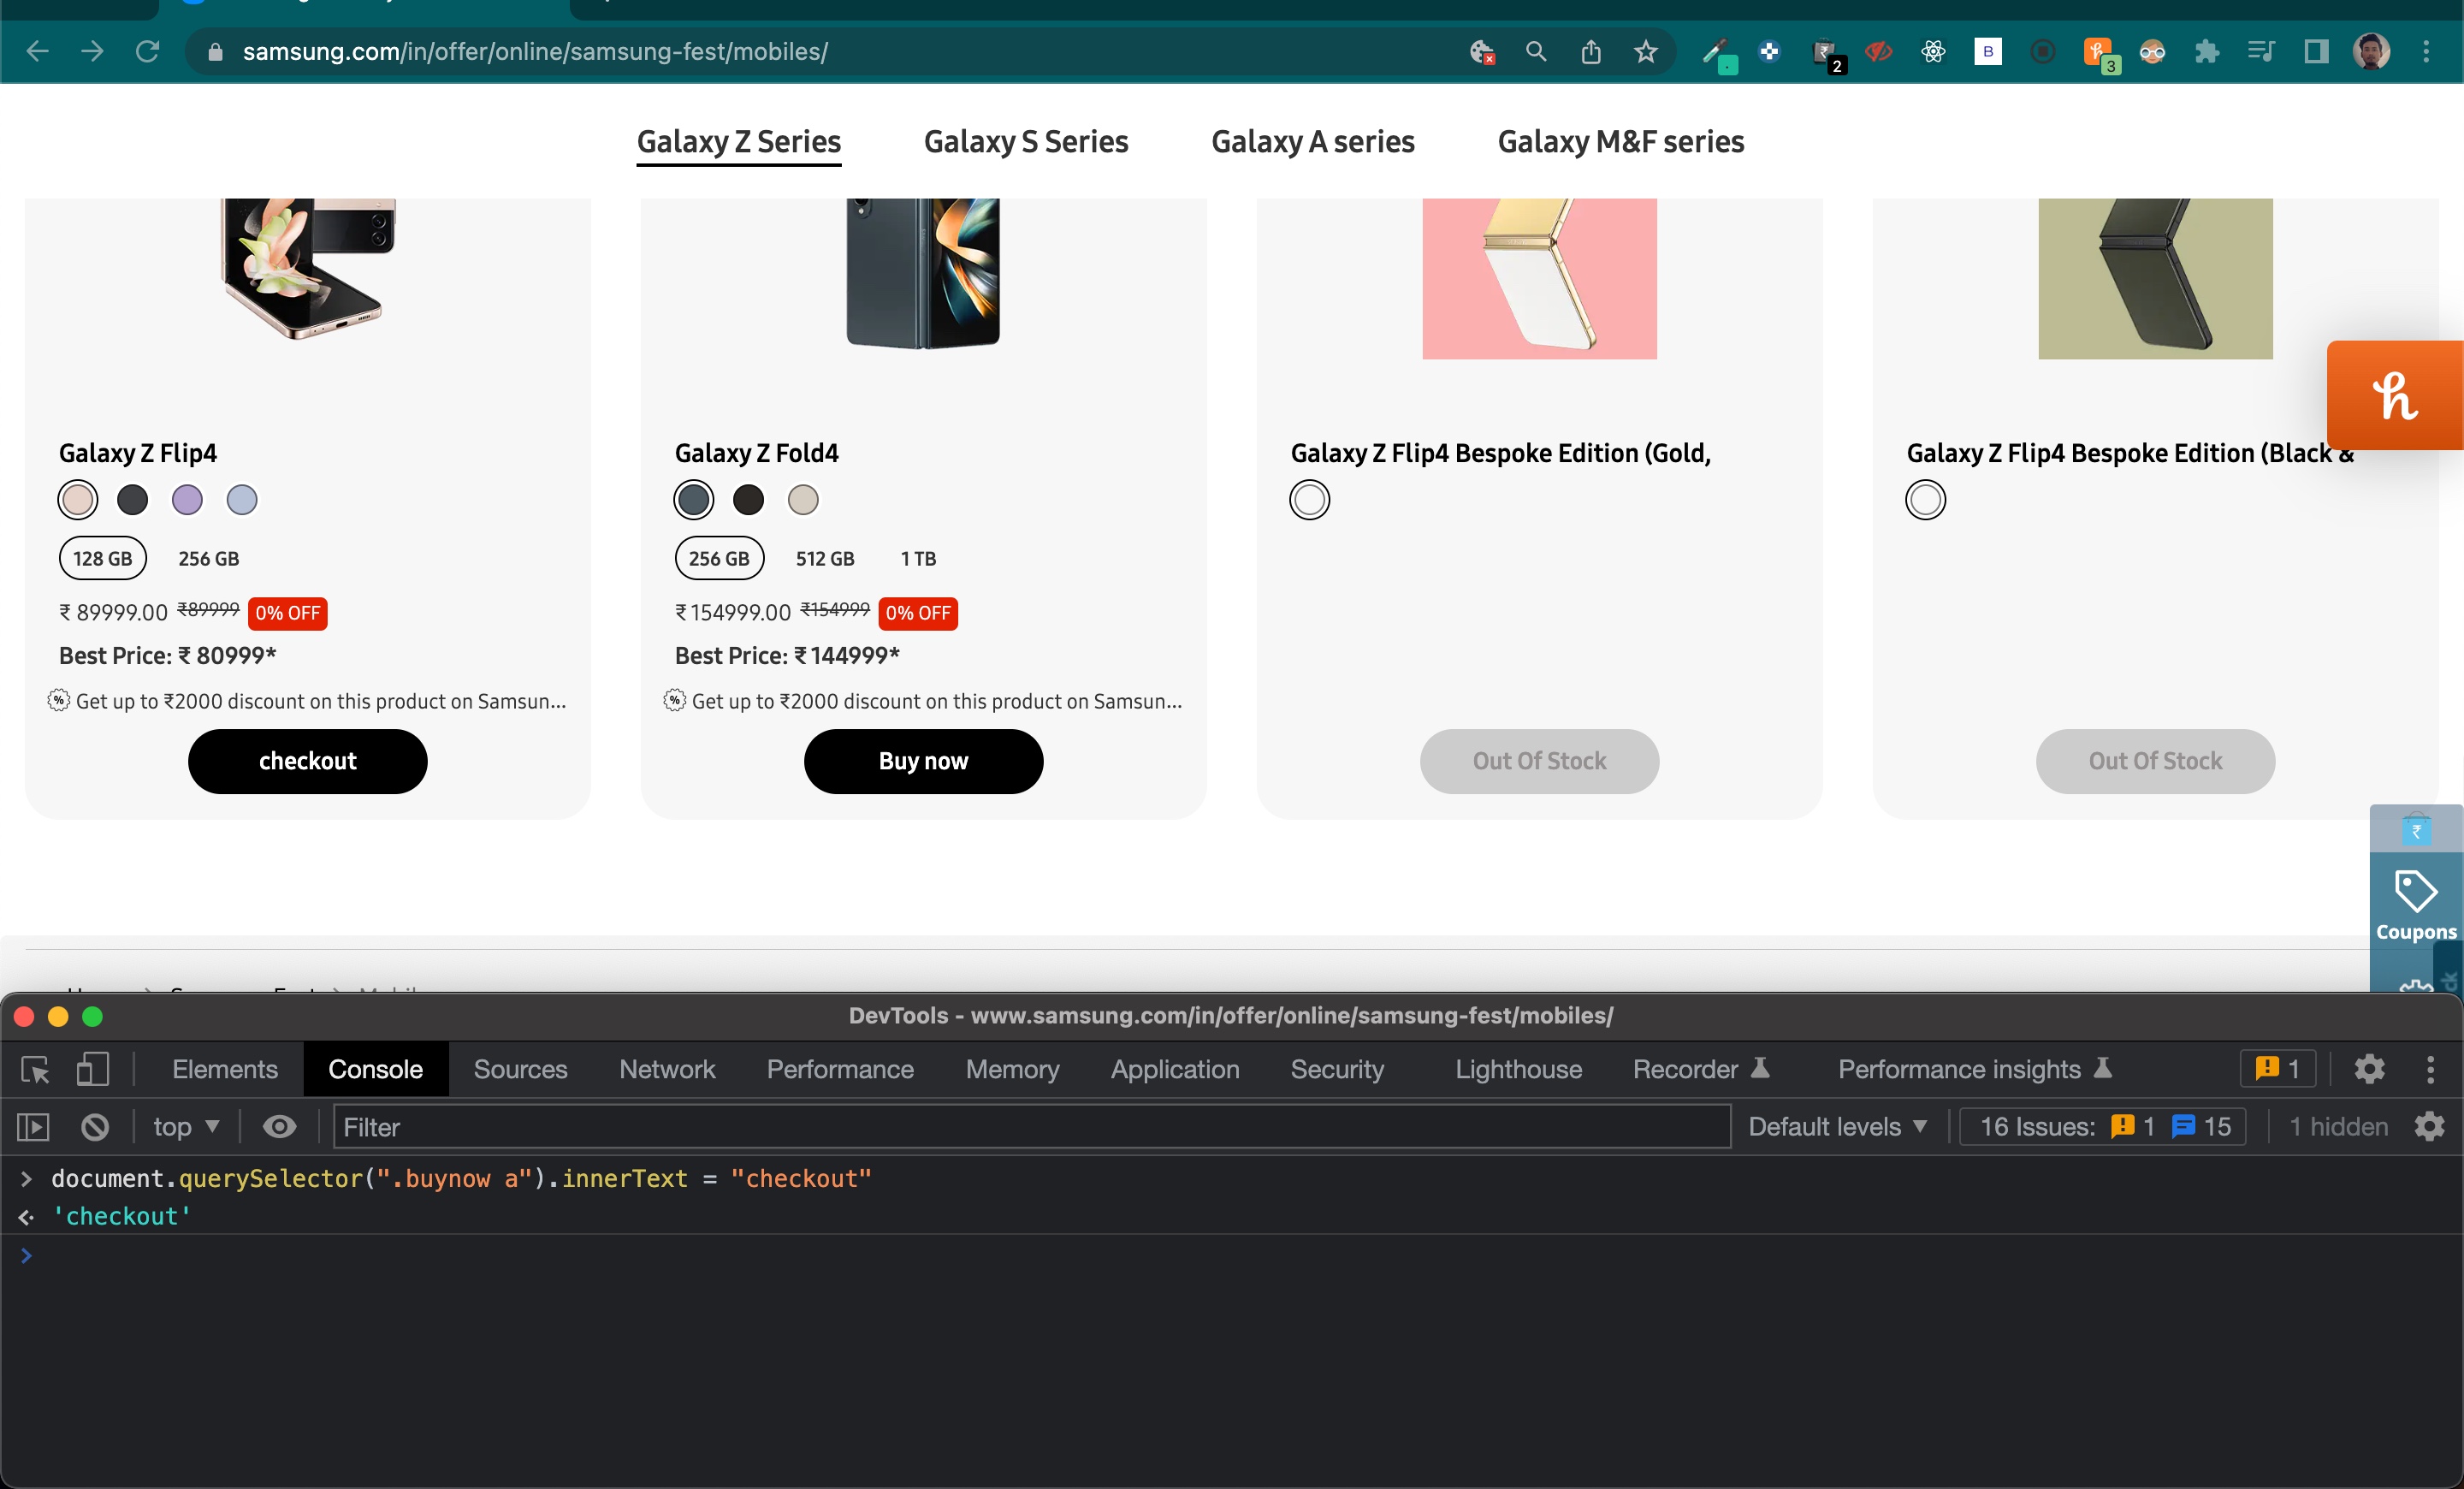 samsung.com/in/offer/online/samsung-fest/mobiles/
2
B
3
Galaxy Z Series
Galaxy S Series
Galaxy A series
Galaxy M&F series
Galaxy Z Flip4
128 GB
256 GB
₹ 89999.00 ₹89999 0% OFF
Best Price: ₹ 80999*
Get up to ₹2000 discount on this product on Samsun...
checkout
Galaxy Z Fold4
256 GB
512 GB
1 TB
₹ 154999.00 ₹154999 0% OFF
Best Price: ₹ 144999*
Get up to ₹2000 discount on this product on Samsun...
Buy now
Galaxy Z Flip4 Bespoke Edition (Gold,
Out Of Stock
Galaxy Z Flip4 Bespoke Edition (Black &
Out Of Stock
h
₹
Coupons
DevTools - www.samsung.com/in/offer/online/samsung-fest/mobiles/
Elements
Console
Sources
Network
Performance
Memory
Application
Security
Lighthouse
Recorder
Performance insights
1
top
Filter
Default levels
16 Issues: 1 15
1 hidden
document.querySelector(".buynow a").innerText = "checkout"
'checkout'